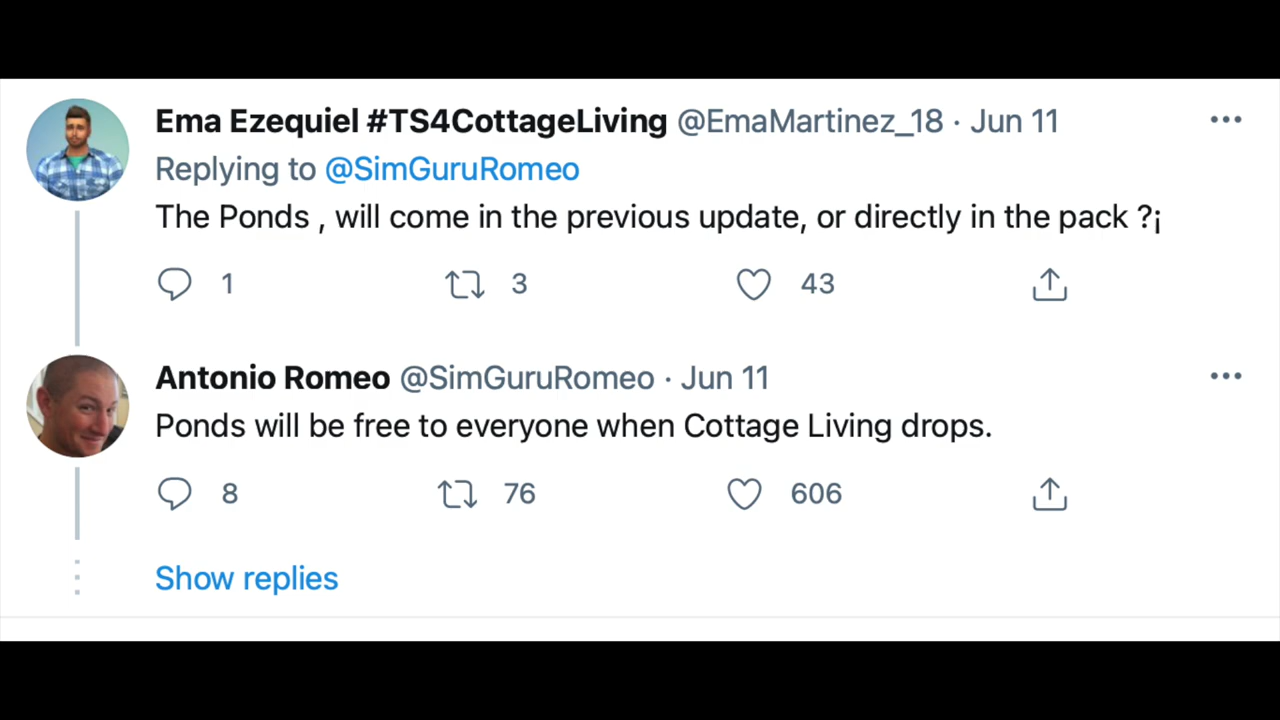 Ema Ezequiel #TS4CottageLiving @EmaMartinez_18 · Jun 11
Replying to @SimGuruRomeo
The Ponds , will come in the previous update, or directly in the pack ?¡
1 3 43
Antonio Romeo @SimGuruRomeo · Jun 11
Ponds will be free to everyone when Cottage Living drops.
8 76 606
Show replies